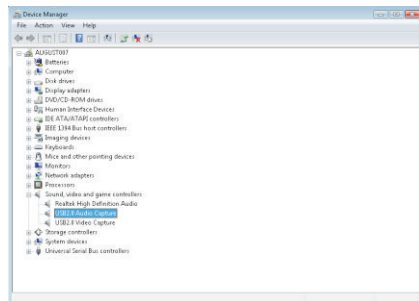 Device Manager
File Action View Help
AUGUST007
Batteries
Computer
Disk drives
Display adapters
DVD/CD-ROM drives
Human Interface Devices
IDE ATA/ATAPI controllers
IEEE 1394 Bus host controllers
Imaging devices
Keyboards
Mice and other pointing devices
Monitors
Network adapters
Processors
Sound, video and game controllers
Realtek High Definition Audio
USB2.0 Audio Capture
USB2.0 Video Capture
Storage controllers
System devices
Universal Serial Bus controllers